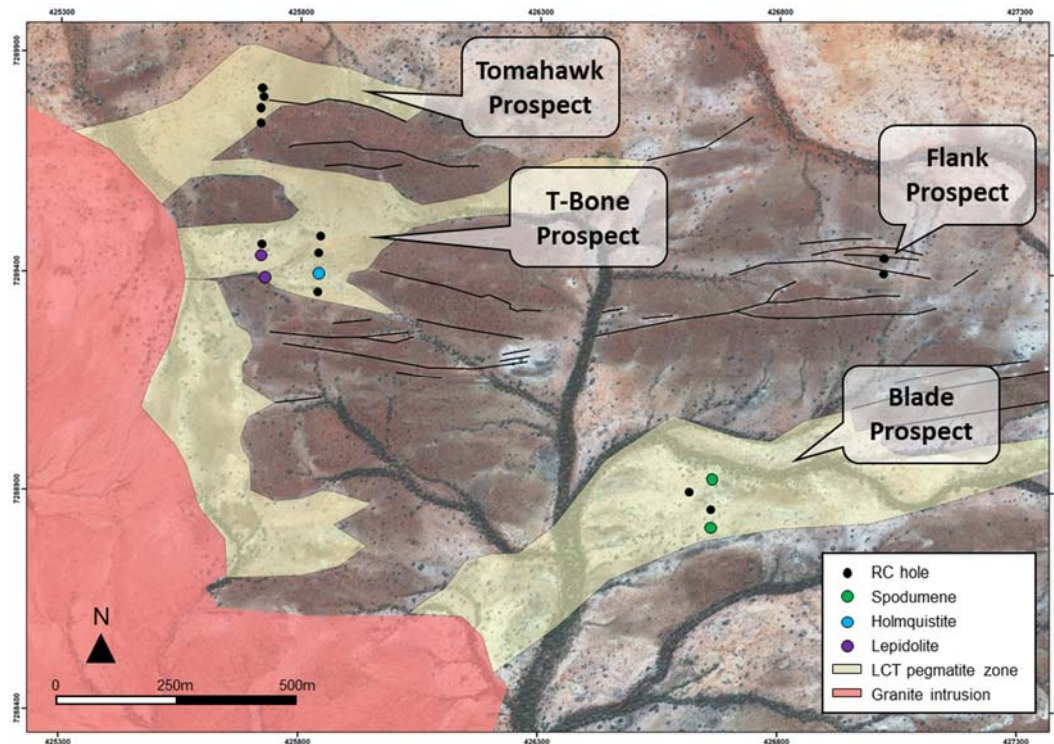 425300 425800 426300 426800 427300
7289900
Tomahawk
Prospect
Flank
Prospect
T-Bone
Prospect
7289400
Blade
Prospect
7288900
RC hole
Spodumene
Holmquistite
Lepidolite
LCT pegmatite zone
Granite intrusion
N
0 250m 500m
7288400
425300 425800 426300 426800 427300